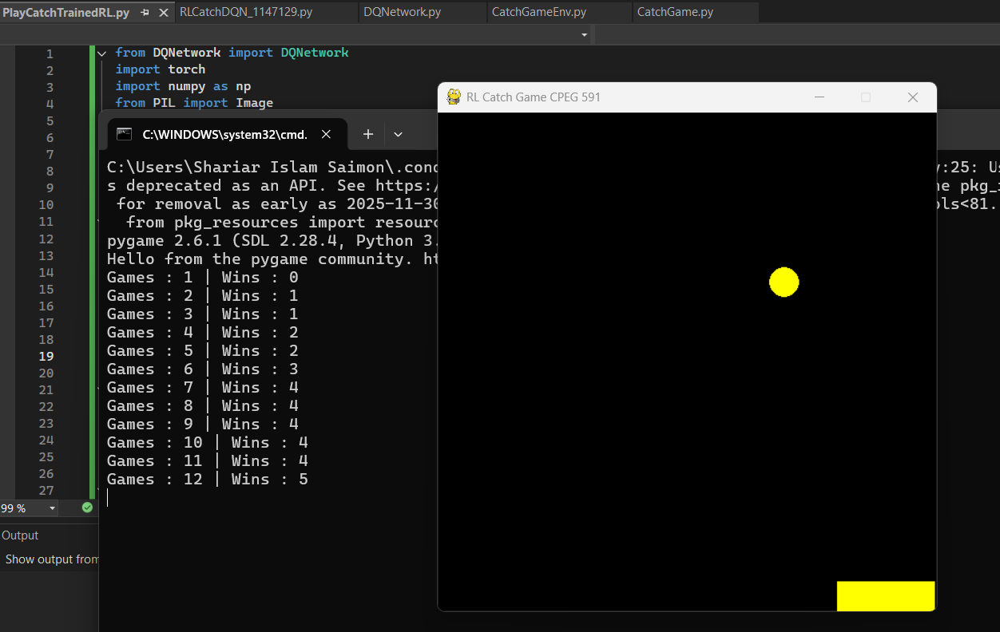 PlayCatchTrainedRL.py
RLCatchDQN_1147129.py
DQNetwork.py
CatchGameEnv.py
CatchGame.py
1 from DQNetwork import DQNetwork
2 import torch
3 import numpy as np
4 from PIL import Image
5
6
7
8
9
10
11
12
13
14
15
16
17
18
19
20
21
22
23
24
25
26
27
99 %
Output
Show output from
C:\WINDOWS\system32\cmd.
C:\Users\Shariar Islam Saimon\.cond
y:25: Us
s deprecated as an API. See https:/
he pkg_
for removal as early as 2025-11-30
ols<81.
from pkg_resources import resourc
pygame 2.6.1 (SDL 2.28.4, Python 3.
Hello from the pygame community. ht
Games : 1 | Wins : 0
Games : 2 | Wins : 1
Games : 3 | Wins : 1
Games : 4 | Wins : 2
Games : 5 | Wins : 2
Games : 6 | Wins : 3
Games : 7 | Wins : 4
Games : 8 | Wins : 4
Games : 9 | Wins : 4
Games : 10 | Wins : 4
Games : 11 | Wins : 4
Games : 12 | Wins : 5
RL Catch Game CPEG 591